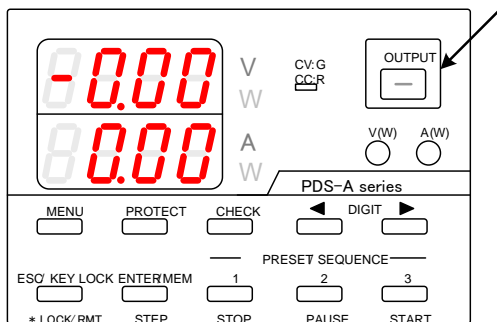 -0.00 V
W
CV:G
CC:R
OUTPUT
0.00 A
W
V(W) A(W)
PDS-A series
MENU PROTECT CHECK ◀ DIGIT ▶
PRESET/ SEQUENCE
ESC/ KEY LOCK ENTER/MEM 1 2 3
* LOCK/ RMT STEP STOP PAUSE START